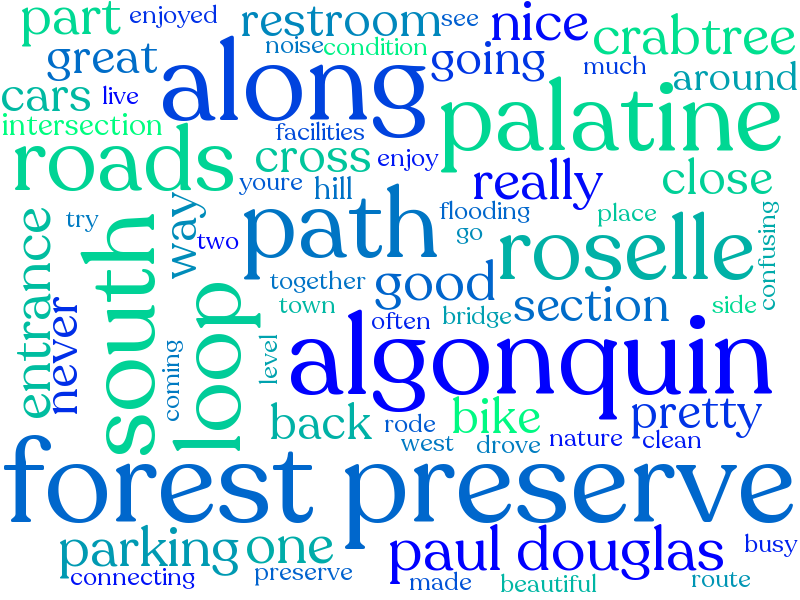 part
enjoyed
restroom
see
nice
crabtree
great
noise
condition
going
much
around
cars
live
along
palatine
intersection
facilities
roads
cross
enjoy
really
close
youre
hill
path
flooding
place
entrance
try
south
way
two
go
roselle
confusing
together
good
section
side
never
loop
town
often
bridge
coming
level
algonquin
back
rode
bike
pretty
west
drove
nature
clean
forest preserve
parking
one
paul douglas
busy
connecting
preserve
made
beautiful
route